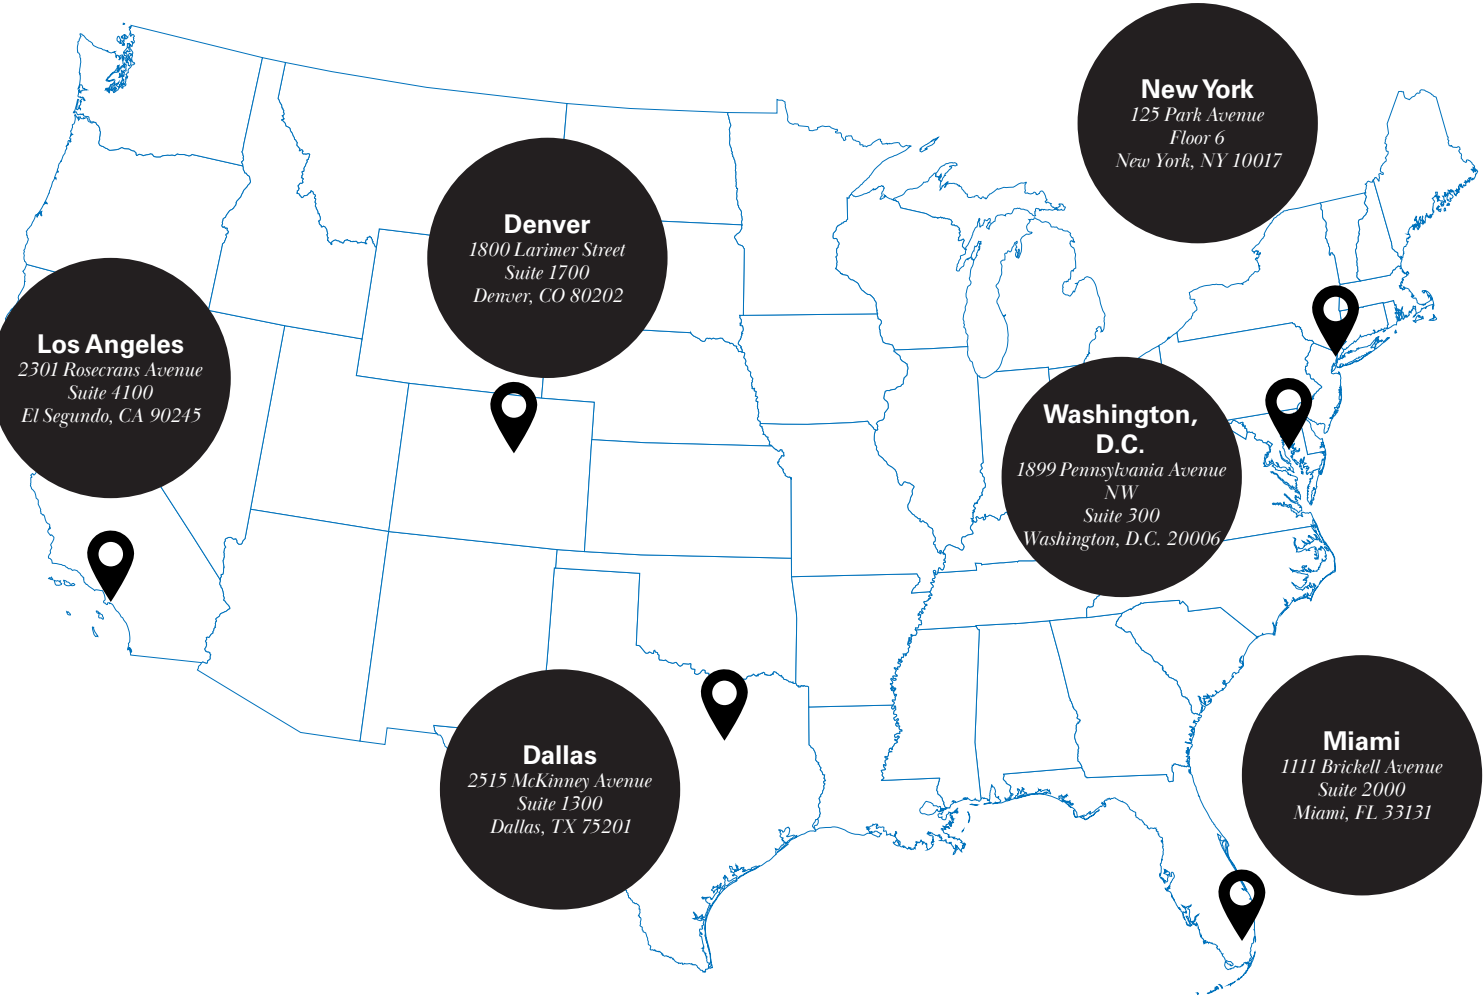 New York
125 Park Avenue
Floor 6
New York, NY 10017
Denver
1800 Larimer Street
Suite 1700
Denver, CO 80202
Los Angeles
2301 Rosecrans Avenue
Suite 4100
El Segundo, CA 90245
Washington,
D.C.
1899 Pennsylvania Avenue
NW
Suite 300
Washington, D.C. 20006
Dallas
2515 McKinney Avenue
Suite 1300
Dallas, TX 75201
Miami
1111 Brickell Avenue
Suite 2000
Miami, FL 33131